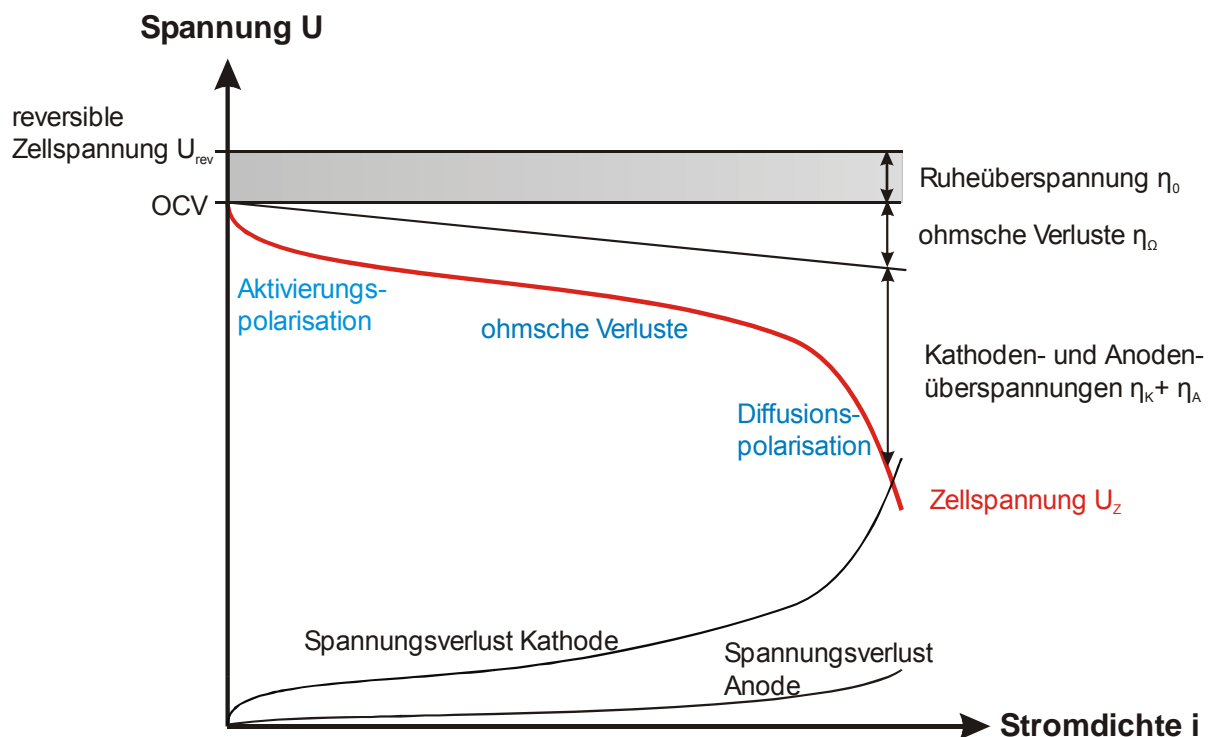 Spannung U
reversible
Zellspannung Urev
OCV
Ruheüberspannung η0
ohmsche Verluste ηΩ
Aktivierungs-
polarisation
ohmsche Verluste
Kathoden- und Anoden-
überspannungen ηK+ ηA
Diffusions-
polarisation
Zellspannung UZ
Spannungsverlust Kathode
Spannungsverlust
Anode
Stromdichte i